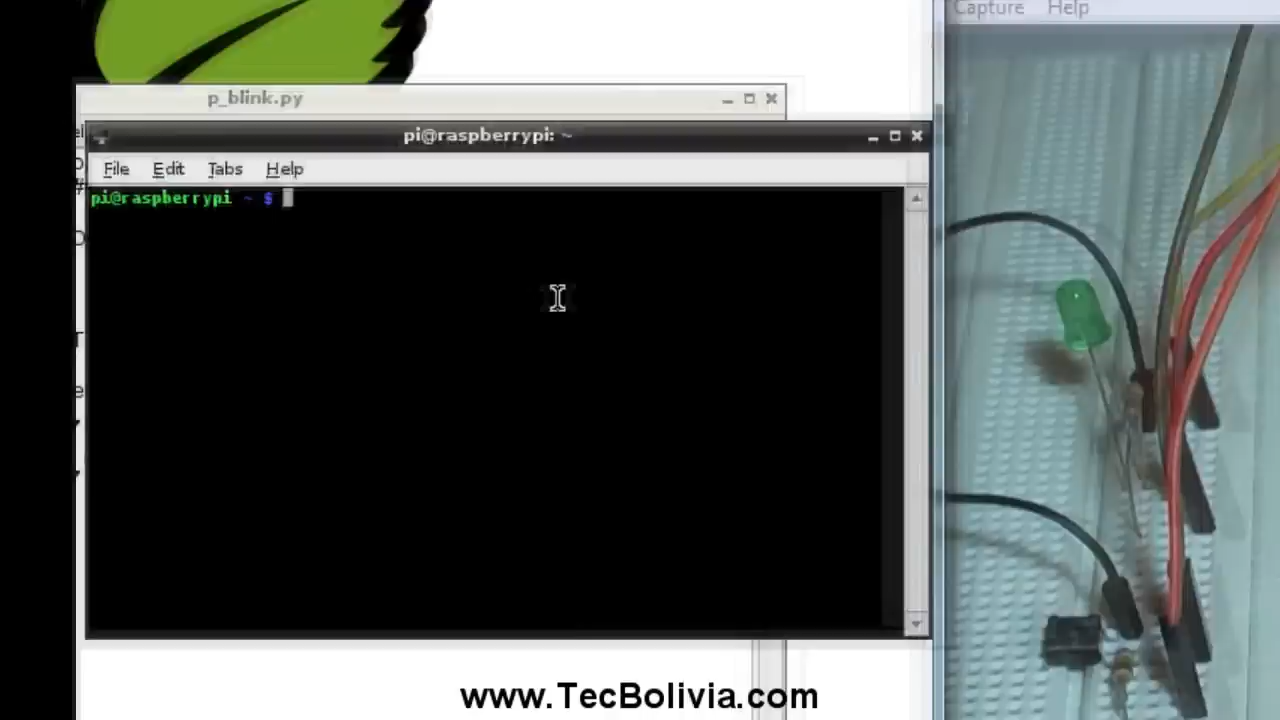 Capture Help
p_blink.py
pi@raspberrypi: ~
File Edit Tabs Help
pi@raspberrypi ~ $
www.TecBolivia.com